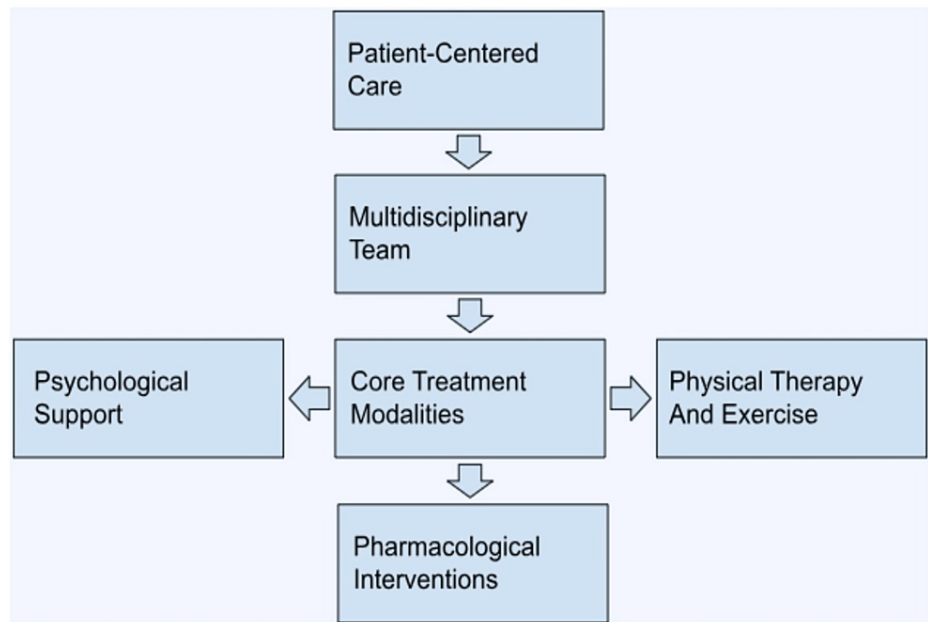 Patient-Centered
Care
Multidisciplinary
Team
Psychological
Support
Core Treatment
Modalities
Physical Therapy
And Exercise
Pharmacological
Interventions